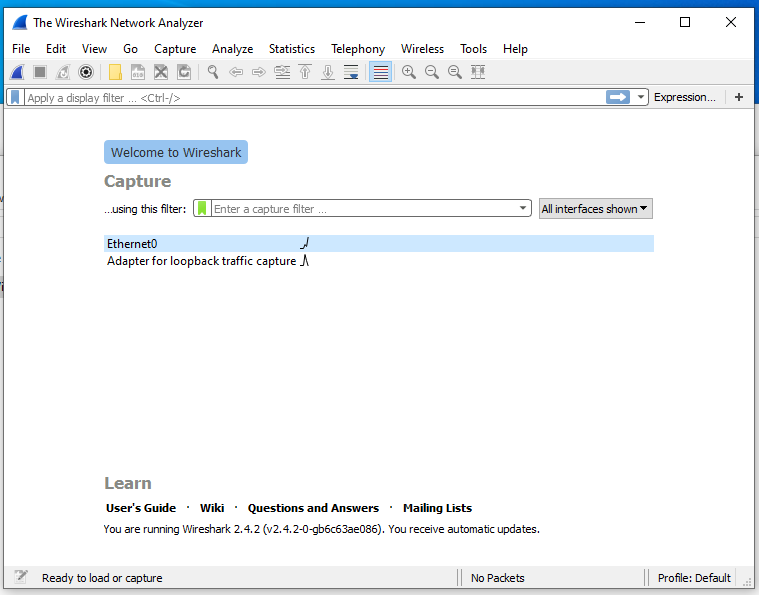 The Wireshark Network Analyzer
File Edit View Go Capture Analyze Statistics Telephony Wireless Tools Help
Apply a display filter ... <Ctrl-/> Expression... +
Welcome to Wireshark
Capture
...using this filter: Enter a capture filter ... All interfaces shown
Ethernet0
Adapter for loopback traffic capture
Learn
User's Guide · Wiki · Questions and Answers · Mailing Lists
You are running Wireshark 2.4.2 (v2.4.2-0-gb6c63ae086). You receive automatic updates.
Ready to load or capture No Packets Profile: Default